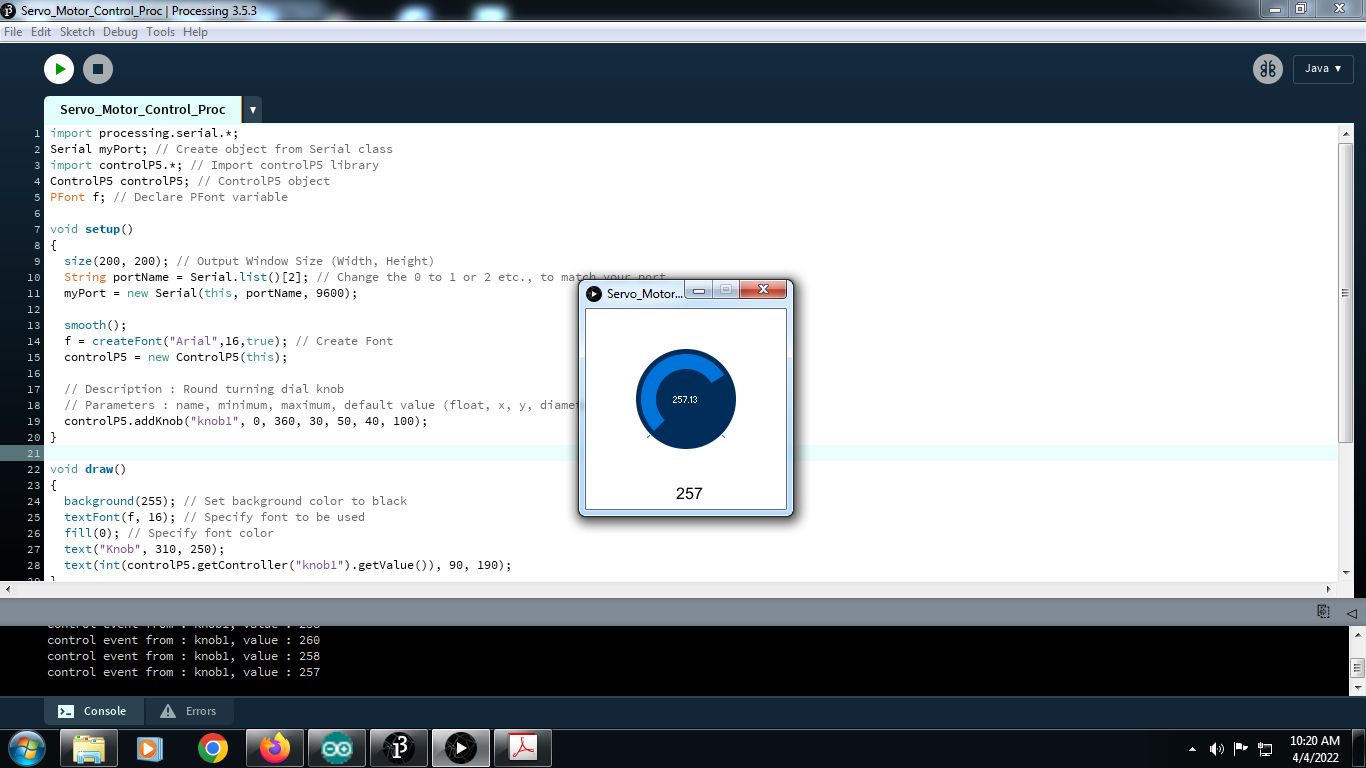 Servo_Motor_Control_Proc | Processing 3.5.3
File Edit Sketch Debug Tools Help
Java ▾
Servo_Motor_Control_Proc ▾
1 import processing.serial.*;
2 Serial myPort; // Create object from Serial class
3 import controlP5.*; // Import controlP5 library
4 ControlP5 controlP5; // ControlP5 object
5 PFont f; // Declare PFont variable
6
7 void setup()
8 {
9 size(200, 200); // Output Window Size (Width, Height)
10 String portName = Serial.list()[2]; // Change the 0 to 1 or 2 etc., to match your port
11 myPort = new Serial(this, portName, 9600);
12
13 smooth();
14 f = createFont("Arial",16,true); // Create Font
15 controlP5 = new ControlP5(this);
16
17 // Description : Round turning dial knob
18 // Parameters : name, minimum, maximum, default value (float, x, y, diame
19 controlP5.addKnob("knob1", 0, 360, 30, 50, 40, 100);
20 }
21
22 void draw()
23 {
24 background(255); // Set background color to black
25 textFont(f, 16); // Specify font to be used
26 fill(0); // Specify font color
27 text("Knob", 310, 250);
28 text(int(controlP5.getController("knob1").getValue()), 90, 190);
}
Servo_Motor...
257.13
257
control event from : knob1, value : 260
control event from : knob1, value : 258
control event from : knob1, value : 257
Console
Errors
10:20 AM
4/4/2022